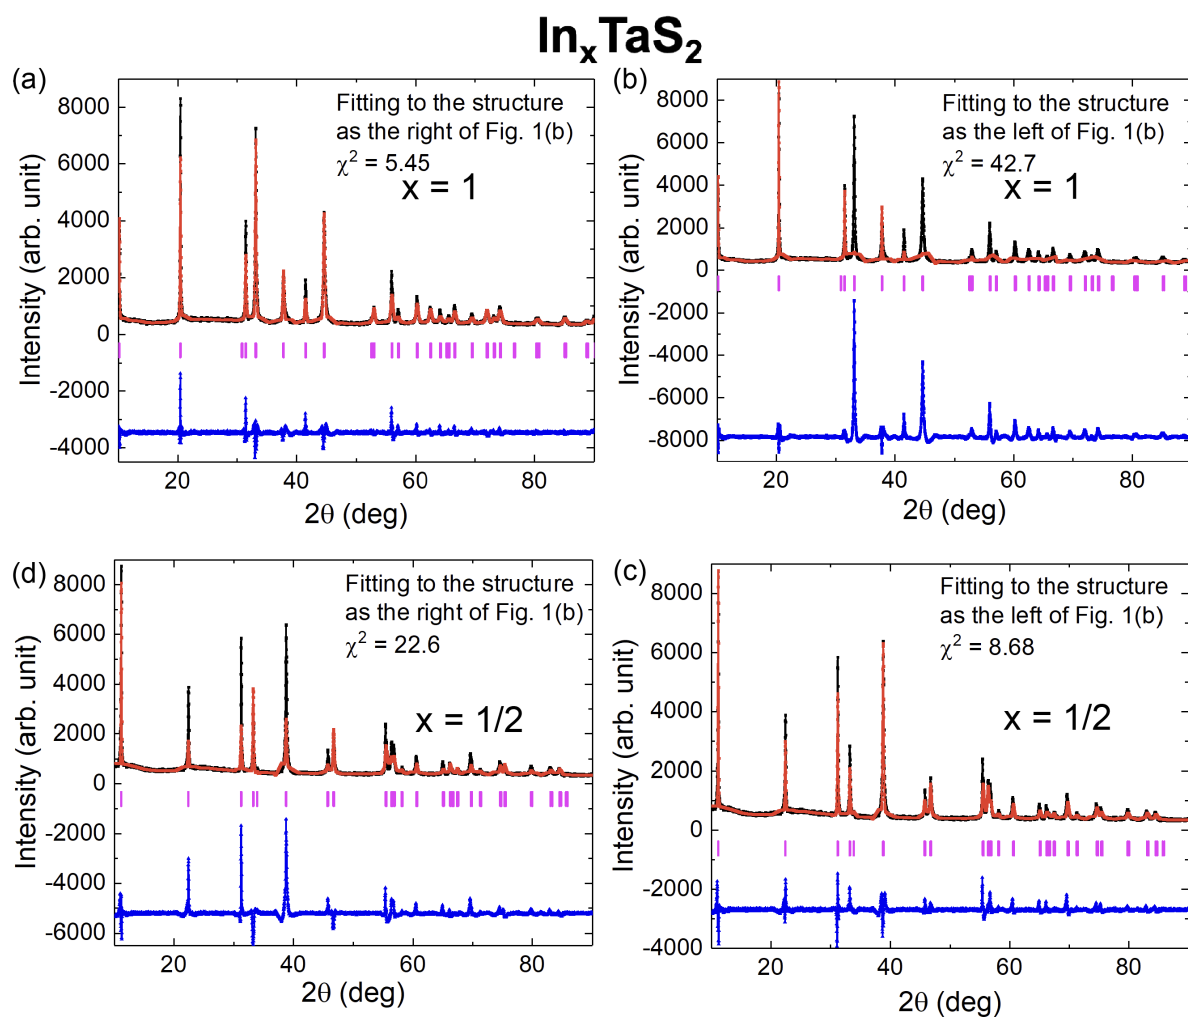 InxTaS2
(a)
Fitting to the structure
as the right of Fig. 1(b)
χ2 = 5.45
x = 1
Intensity (arb. unit)
8000
6000
4000
2000
0
-2000
-4000
20
40
60
80
2θ (deg)
(b)
Fitting to the structure
as the left of Fig. 1(b)
χ2 = 42.7
x = 1
Intensity (arb. unit)
8000
6000
4000
2000
0
-2000
-4000
-6000
-8000
20
40
60
80
2θ (deg)
(d)
Fitting to the structure
as the right of Fig. 1(b)
χ2 = 22.6
x = 1/2
Intensity (arb. unit)
8000
6000
4000
2000
0
-2000
-4000
-6000
20
40
60
80
2θ (deg)
(c)
Fitting to the structure
as the left of Fig. 1(b)
χ2 = 8.68
x = 1/2
Intensity (arb. unit)
8000
6000
4000
2000
0
-2000
-4000
20
40
60
80
2θ (deg)